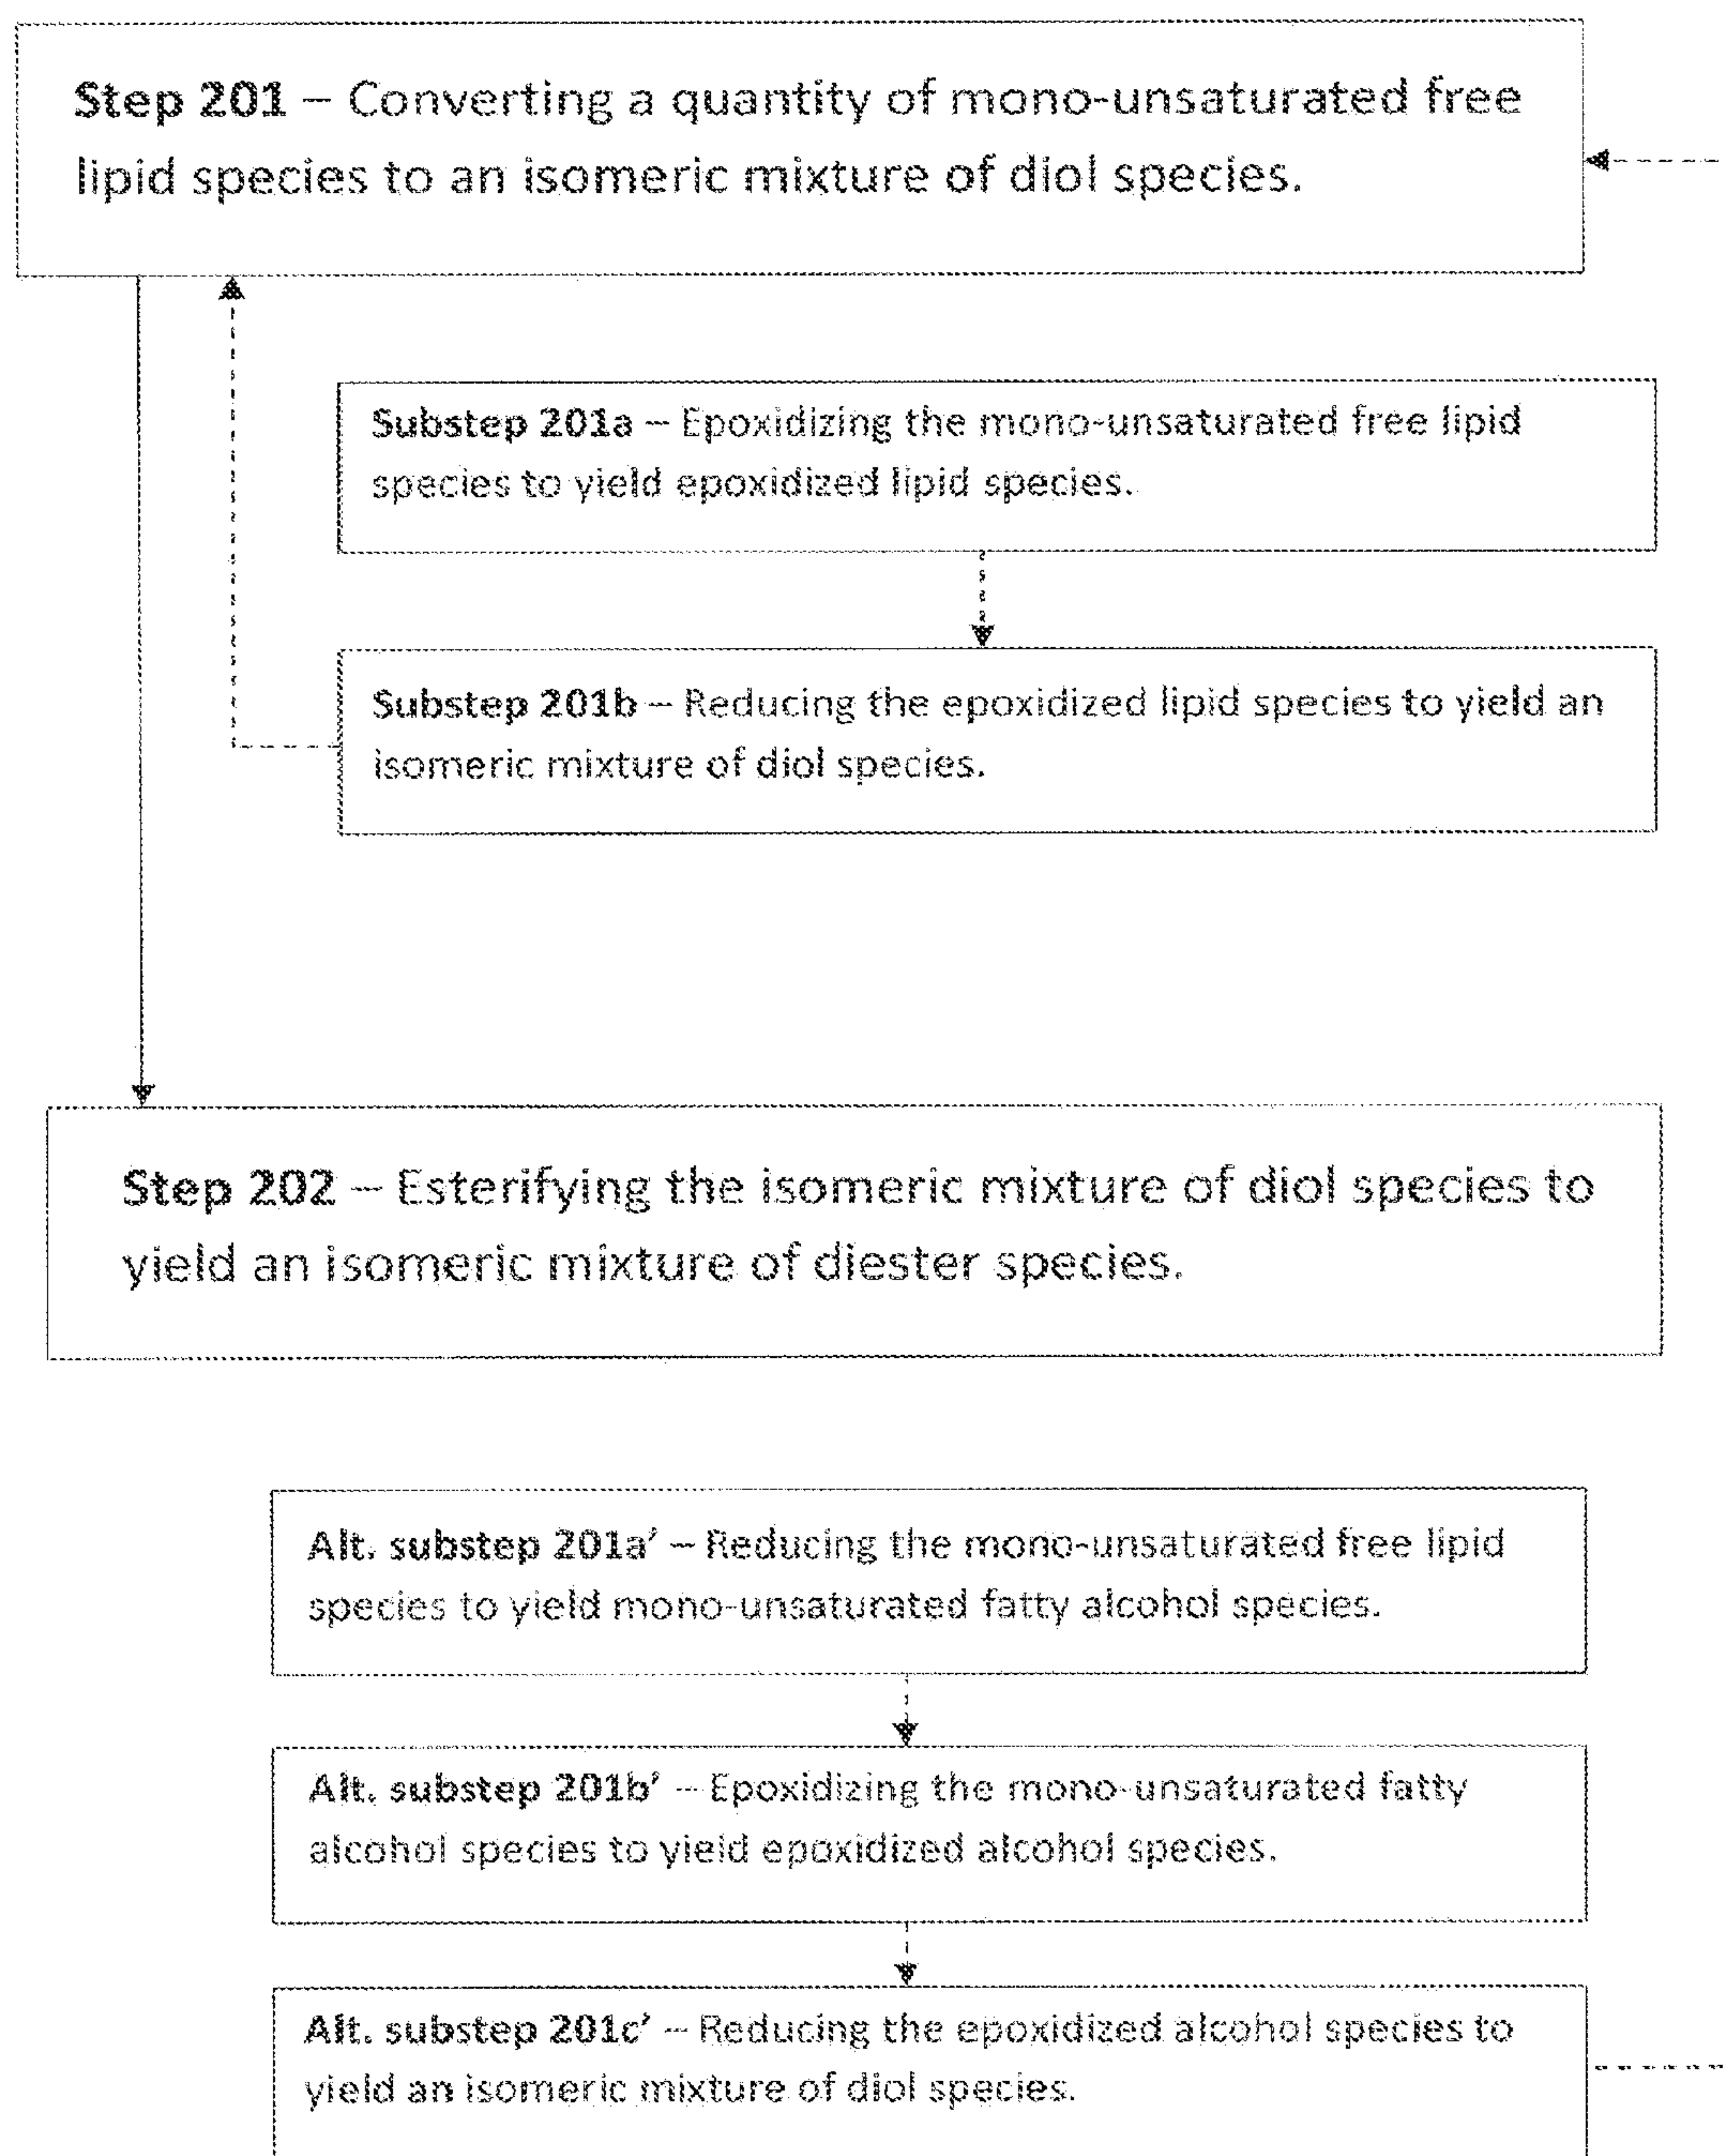 Step 201 – Converting a quantity of mono-unsaturated free
lipid species to an isomeric mixture of diol species.
Substep 201a – Epoxidizing the mono-unsaturated free lipid
species to yield epoxidized lipid species.
Substep 201b – Reducing the epoxidized lipid species to yield an
isomeric mixture of diol species.
Step 202 – Esterifying the isomeric mixture of diol species to
yield an isomeric mixture of diester species.
Alt. substep 201a’ – Reducing the mono-unsaturated free lipid
species to yield mono-unsaturated fatty alcohol species.
Alt. substep 201b’ – Epoxidizing the mono-unsaturated fatty
alcohol species to yield epoxidized alcohol species.
Alt. substep 201c’ – Reducing the epoxidized alcohol species to
yield an isomeric mixture of diol species.